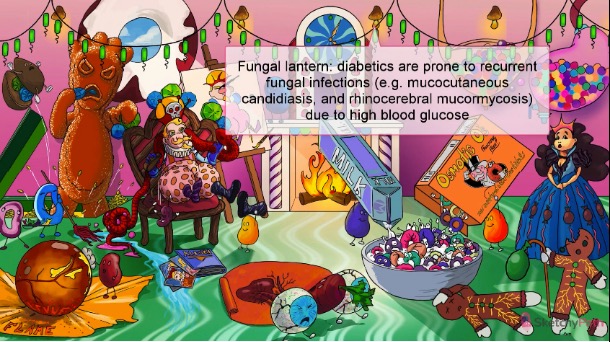 Fungal lantern: diabetics are prone to recurrent
fungal infections (e.g. mucocutaneous
candidiasis, and rhinocerebral mucormycosis)
due to high blood glucose
MILK
SketchyPath